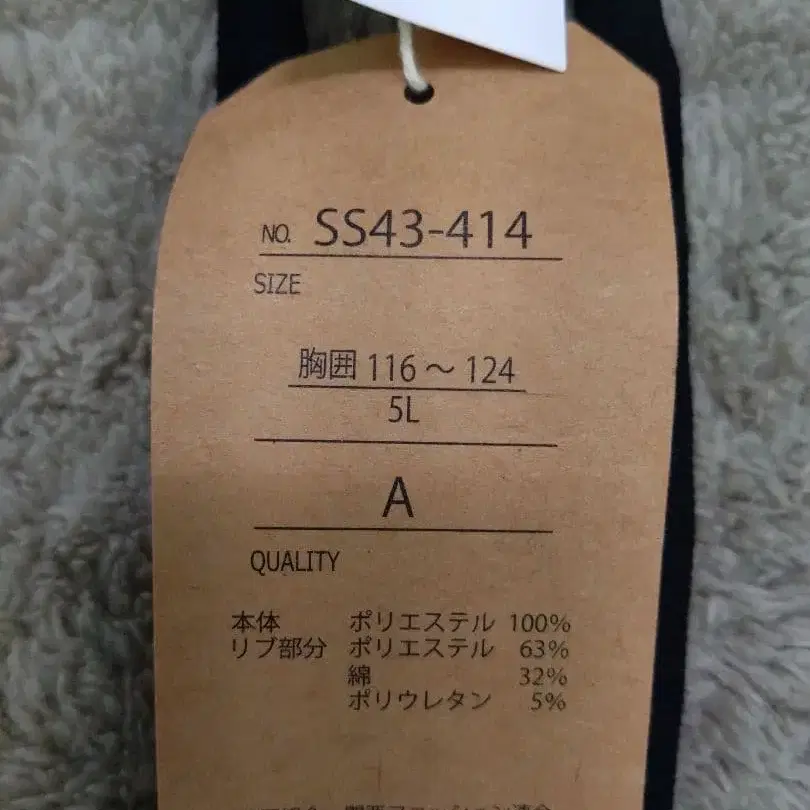 NO. SS43-414
SIZE
胸囲 116～124
5L
A
QUALITY
本体 ポリエステル 100%
リブ部分 ポリエステル 63%
綿 32%
ポリウレタン 5%